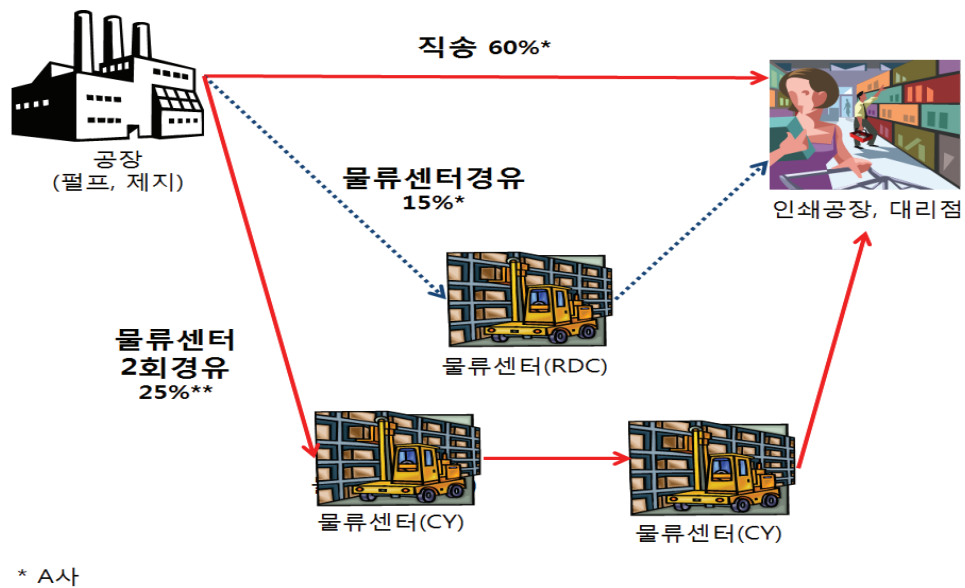 직송 60%*
공장
(펄프, 제지)
물류센터경유
15%*
인쇄공장, 대리점
물류센터(RDC)
물류센터
2회경유
25%**
물류센터(CY)
물류센터(CY)
* A사